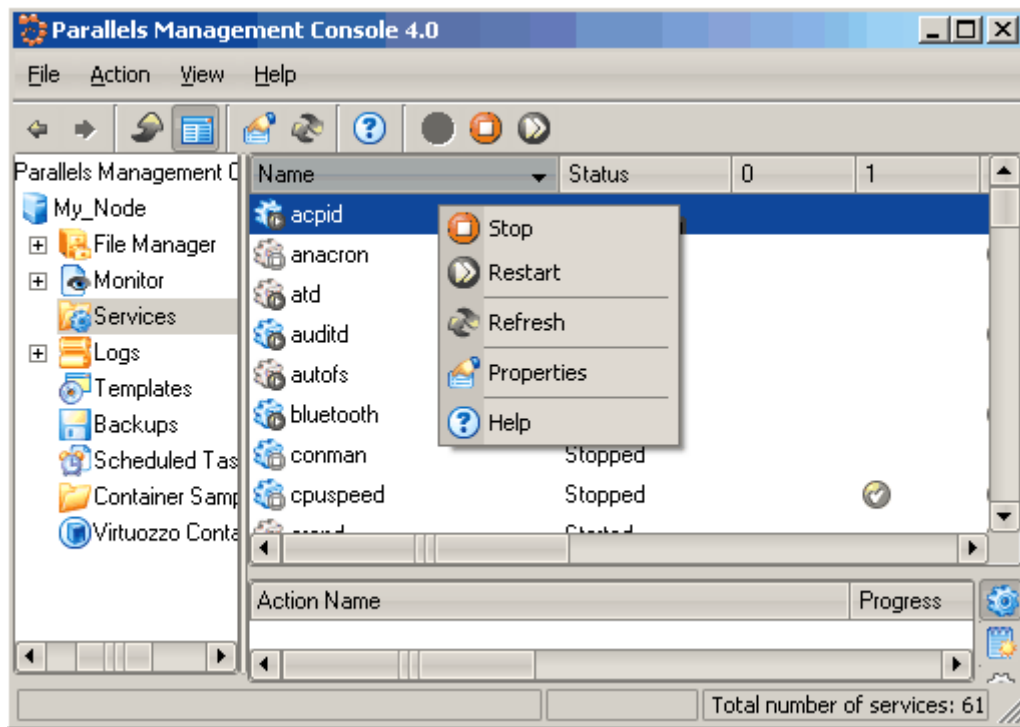 Parallels Management Console 4.0
File Action View Help
Parallels Management C
Name Status 0 1
My_Node
File Manager
Monitor
Services
Logs
Templates
Backups
Scheduled Tas
Container Samp
Virtuozzo Conta
acpid
anacron
atd
auditd
autofs
bluetooth
conman Stopped
cpuspeed Stopped
Stop
Restart
Refresh
Properties
Help
Action Name Progress
Total number of services: 61